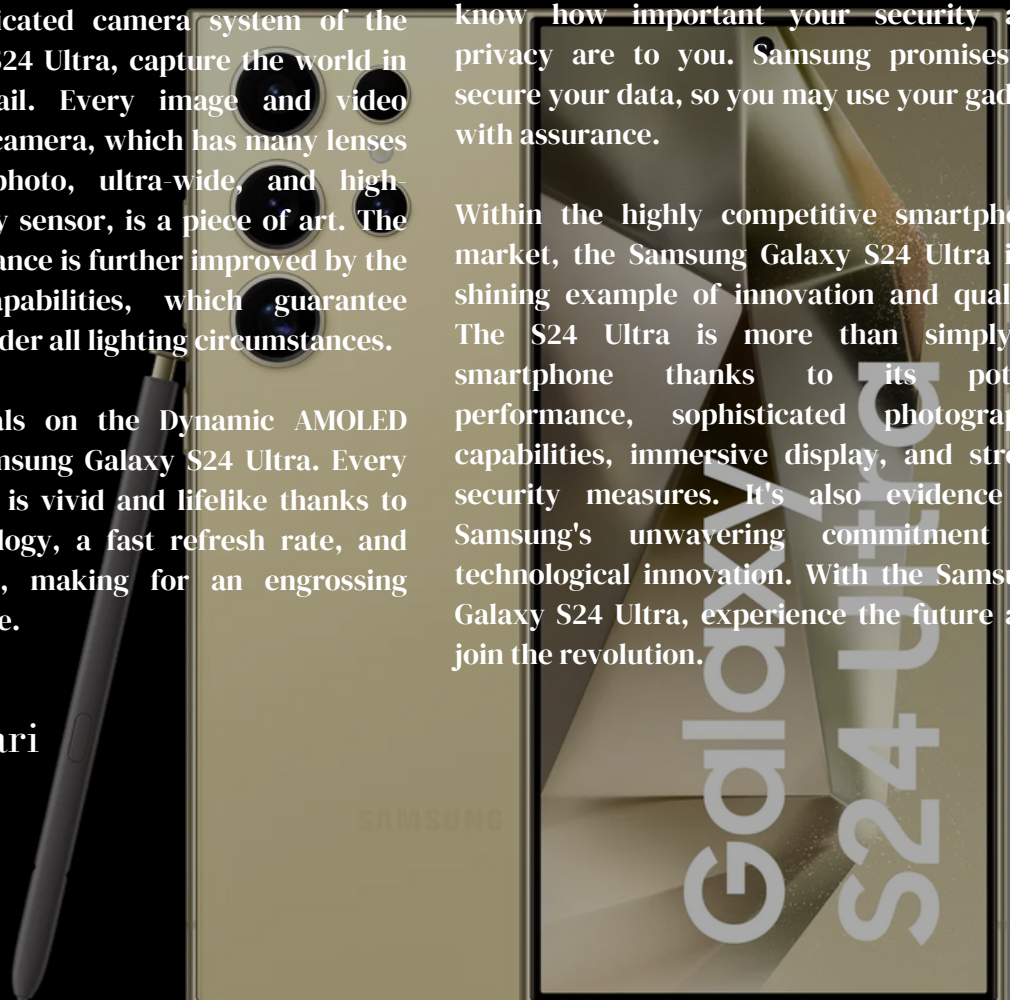 icated camera system of the
S24 Ultra, capture the world in
ail. Every image and video
camera, which has many lenses
photo, ultra-wide, and high-
y sensor, is a piece of art. The
ance is further improved by the
apabilities, which guarantee
der all lighting circumstances.
als on the Dynamic AMOLED
msung Galaxy S24 Ultra. Every
is vivid and lifelike thanks to
logy, a fast refresh rate, and
, making for an engrossing
e.
ari
know how important your security a
privacy are to you. Samsung promises
secure your data, so you may use your gad
with assurance.
Within the highly competitive smartpho
market, the Samsung Galaxy S24 Ultra i
shining example of innovation and qual
The S24 Ultra is more than simply
smartphone thanks to its pot
performance, sophisticated photograp
capabilities, immersive display, and stro
security measures. It's also evidence
Samsung's unwavering commitment
technological innovation. With the Samsu
Galaxy S24 Ultra, experience the future a
join the revolution.
SAMSUNG
Galaxy
S24 Ultra